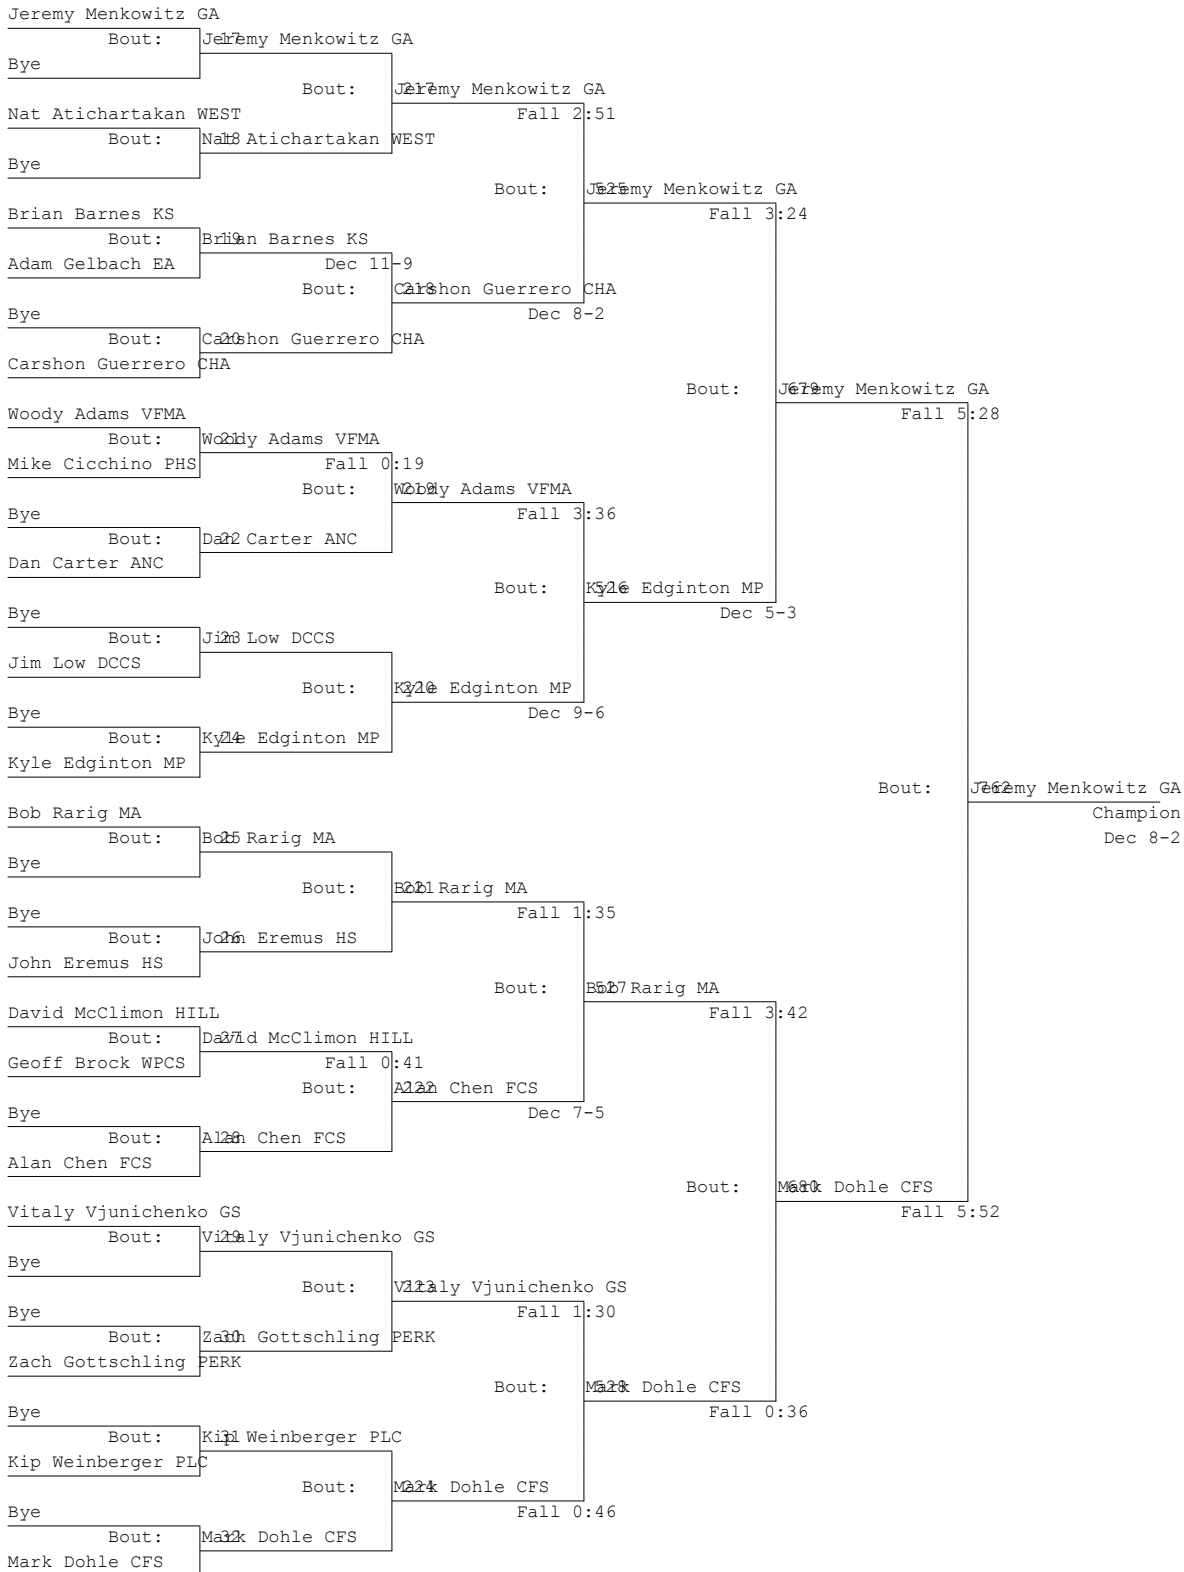 Jeremy Menkowitz GA
Bout: 17 Jeremy Menkowitz GA
Bye
Bout: 217 Jeremy Menkowitz GA
Nat Atichartakan WEST Fall 2:51
Bout: 18 Nat Atichartakan WEST
Bye
Bout: 525 Jeremy Menkowitz GA
Brian Barnes KS Fall 3:24
Bout: 19 Brian Barnes KS
Adam Gelbach EA Dec 11-9
Bout: 218 Carshon Guerrero CHA
Bye Dec 8-2
Bout: 20 Carshon Guerrero CHA
Carshon Guerrero CHA
Bout: 679 Jeremy Menkowitz GA
Woody Adams VFMA Fall 5:28
Bout: 21 Woody Adams VFMA
Mike Cicchino PHS Fall 0:19
Bout: 219 Woody Adams VFMA
Bye Fall 3:36
Bout: 22 Dan Carter ANC
Dan Carter ANC
Bout: 526 Kyle Edginton MP
Bye Dec 5-3
Bout: 23 Jim Low DCCS
Jim Low DCCS
Bout: 220 Kyle Edginton MP
Bye Dec 9-6
Bout: 24 Kyle Edginton MP
Kyle Edginton MP
Bout: 762 Jeremy Menkowitz GA
Bob Rarig MA Champion
Bout: 25 Bob Rarig MA Dec 8-2
Bye
Bout: 221 Bob Rarig MA
Bye Fall 1:35
Bout: 26 John Eremus HS
John Eremus HS
Bout: 527 Bob Rarig MA
David McClimon HILL Fall 3:42
Bout: 27 David McClimon HILL
Geoff Brock WPCS Fall 0:41
Bout: 222 Alan Chen FCS
Bye Dec 7-5
Bout: 28 Alan Chen FCS
Alan Chen FCS
Bout: 680 Mark Dohle CFS
Vitaly Vjunichenko GS Fall 5:52
Bout: 29 Vitaly Vjunichenko GS
Bye
Bout: 223 Vitaly Vjunichenko GS
Bye Fall 1:30
Bout: 30 Zach Gottschling PERK
Zach Gottschling PERK
Bout: 528 Mark Dohle CFS
Bye Fall 0:36
Bout: 31 Kip Weinberger PLC
Kip Weinberger PLC
Bout: 224 Mark Dohle CFS
Bye Fall 0:46
Bout: 32 Mark Dohle CFS
Mark Dohle CFS